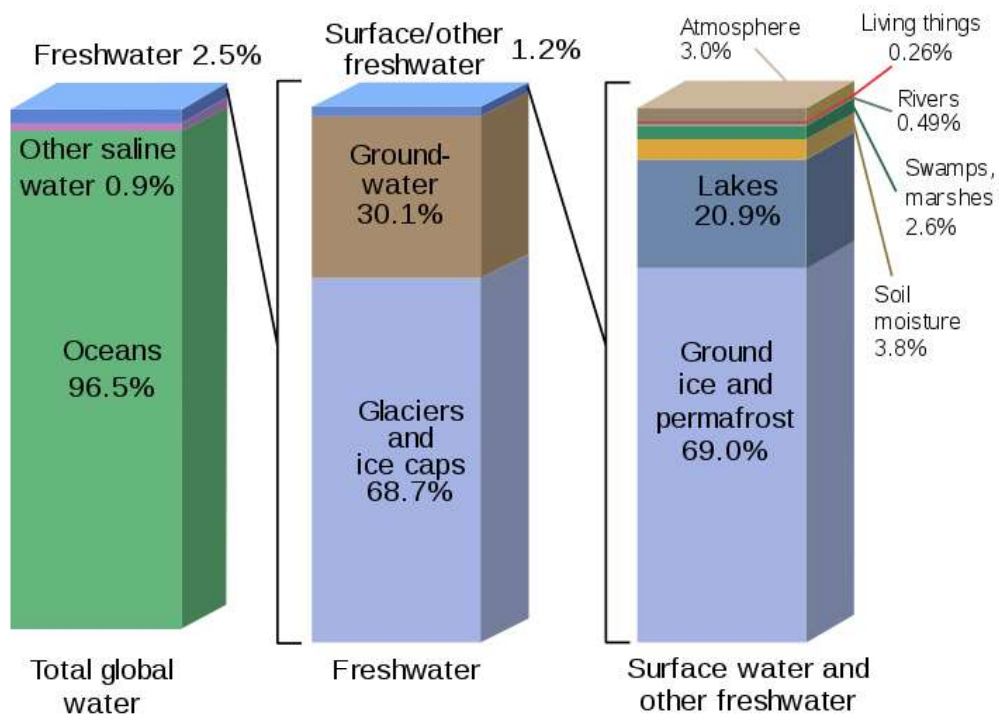 Freshwater 2.5%
Other saline
water 0.9%
Oceans
96.5%
Total global
water
Surface/other
freshwater
1.2%
Ground-
water
30.1%
Glaciers
and
ice caps
68.7%
Freshwater
Atmosphere
3.0%
Living things
0.26%
Rivers
0.49%
Swamps,
marshes
2.6%
Soil
moisture
3.8%
Lakes
20.9%
Ground
ice and
permafrost
69.0%
Surface water and
other freshwater